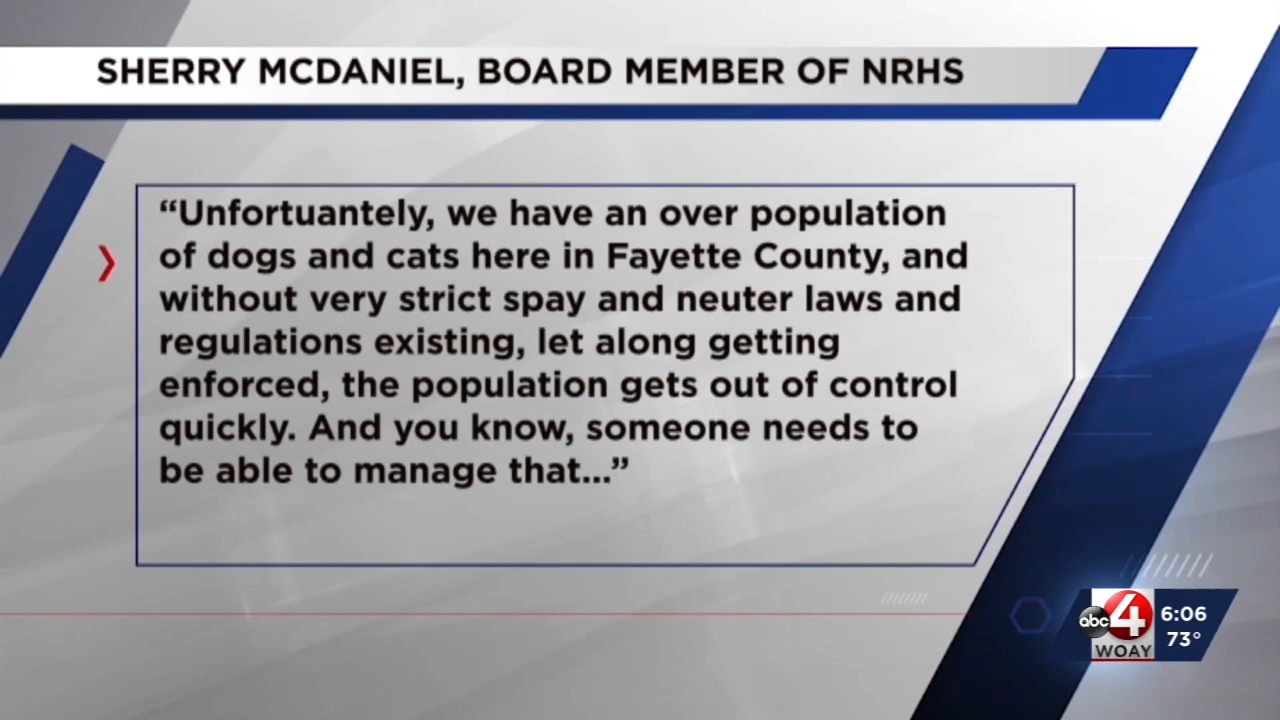 SHERRY MCDANIEL, BOARD MEMBER OF NRHS
“Unfortuantely, we have an over population
of dogs and cats here in Fayette County, and
without very strict spay and neuter laws and
regulations existing, let along getting
enforced, the population gets out of control
quickly. And you know, someone needs to
be able to manage that...”
abc 4 6:06
WOAY 73°